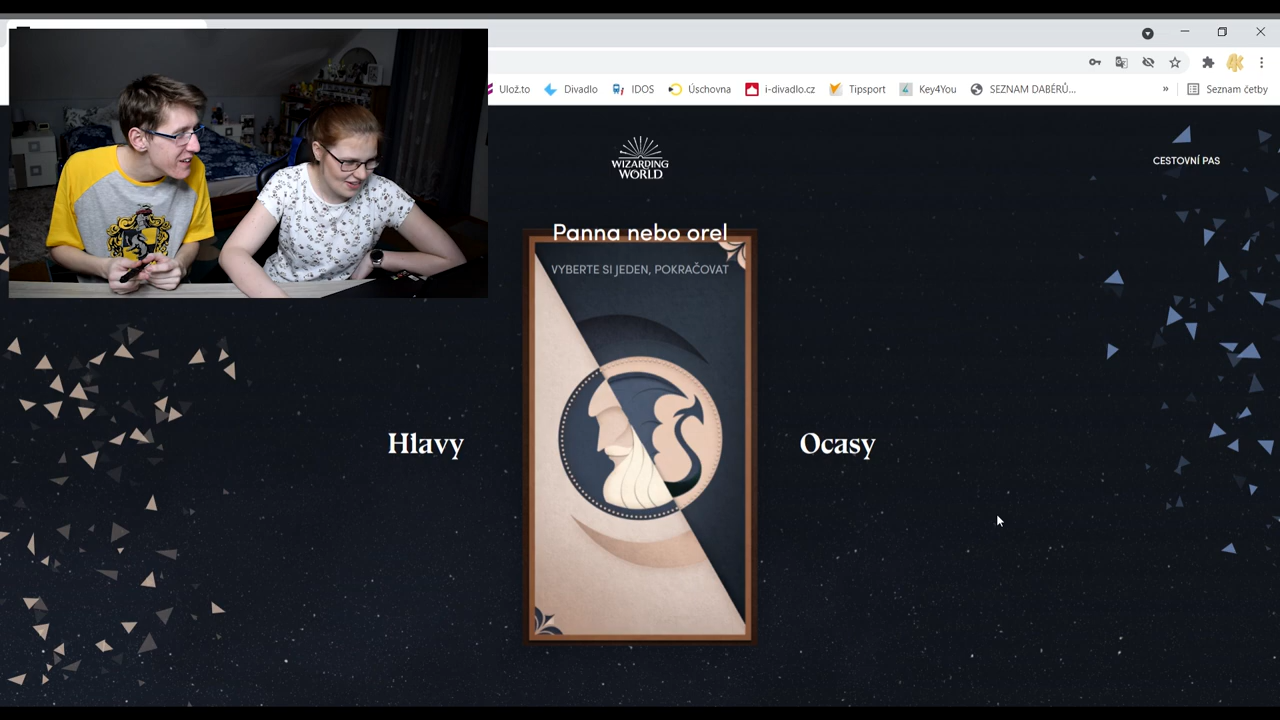 Ulož.to
Divadlo
IDOS
Úschovna
i-divadlo.cz
Tipsport
Key4You
SEZNAM DABÉRŮ...
»
Seznam četby
WIZARDING
WORLD
CESTOVNÍ PAS
Panna nebo orel
VYBERTE SI JEDEN, POKRAČOVAT
Hlavy
Ocasy